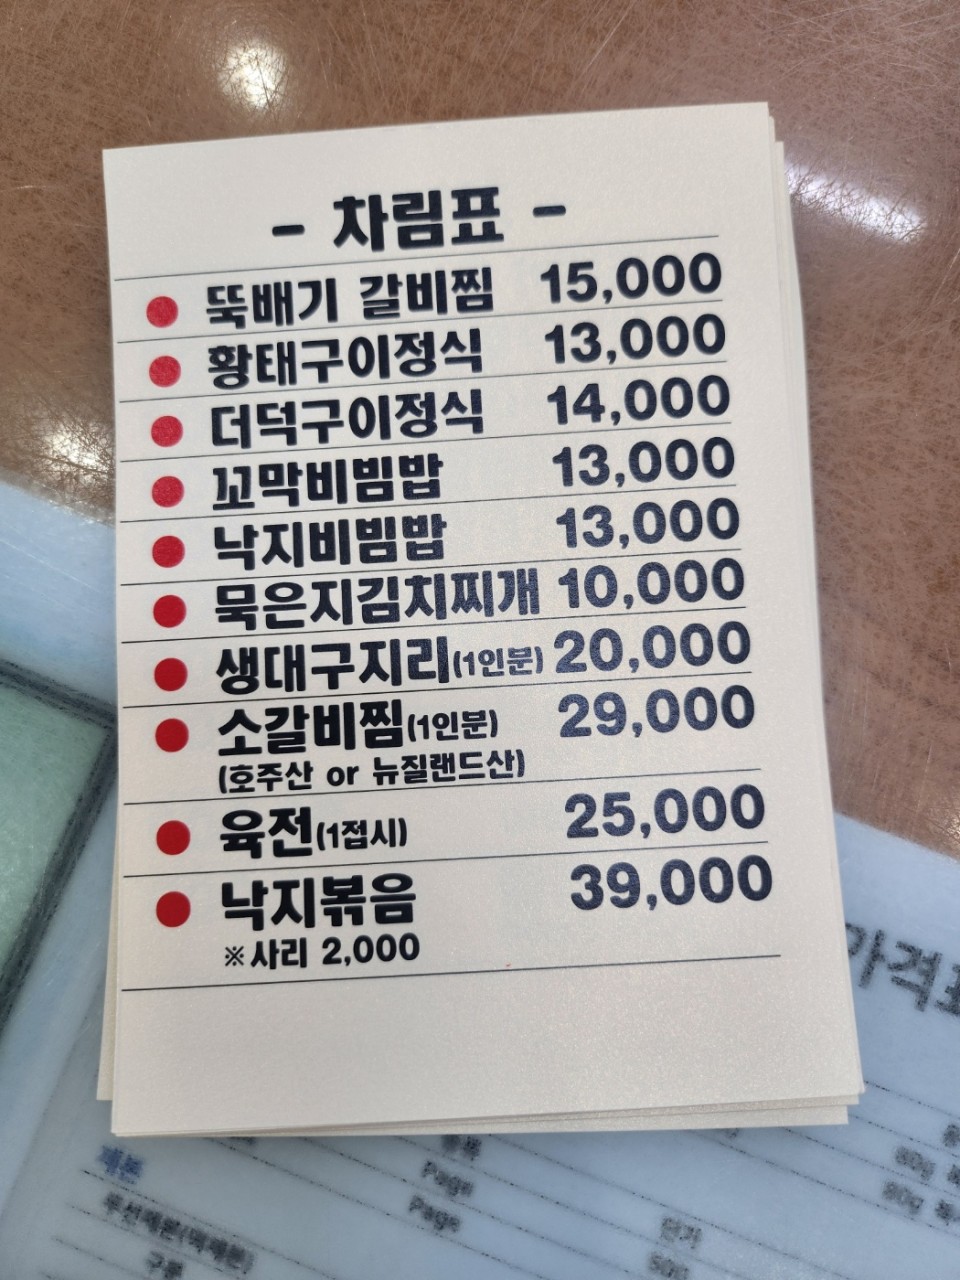 - 차림표 -
뚝배기 갈비찜 15,000
황태구이정식 13,000
더덕구이정식 14,000
꼬막비빔밥 13,000
낙지비빔밥 13,000
묵은지김치찌개 10,000
생대구지리(1인분) 20,000
소갈비찜(1인분) 29,000
(호주산 or 뉴질랜드산)
육전(1접시) 25,000
낙지볶음 39,000
※사리 2,000
가격표
Page
Page